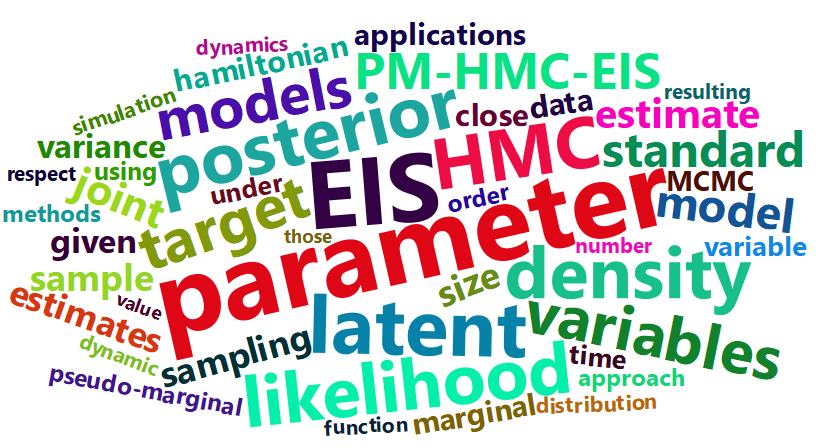 applications
dynamics
hamiltonian
PM-HMC-EIS
simulation
models
resulting
posterior
close
data
estimate
variance
HMC
standard
respect
using
joint
under
EIS
order
MCMC
methods
target
parameter
model
given
those
number
variable
sample
size
density
estimates
value
latent
variables
dynamic
sampling
time
pseudo-marginal
likelihood
approach
function
marginal
distribution